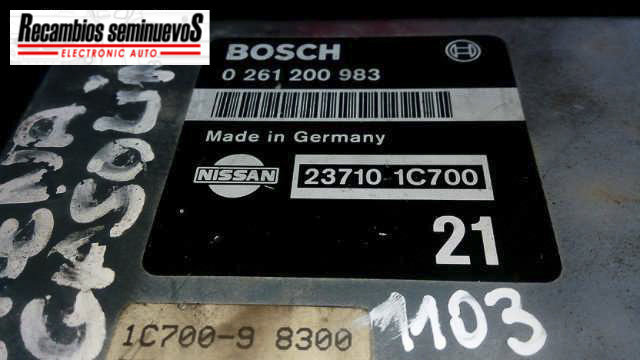 Recambios seminuevoS
ELECTRONIC AUTO
BOSCH
0 261 200 983
Made in Germany
NISSAN
23710 1C700
21
1C700-9 8300
1103
GASOLINA